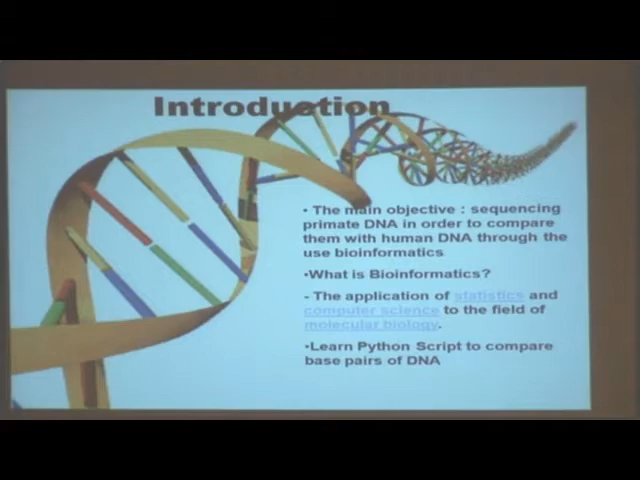 Introduction
• The main objective : sequencing
primate DNA in order to compare
them with human DNA through the
use bioinformatics
•What is Bioinformatics?
- The application of statistics and
computer science to the field of
molecular biology.
•Learn Python Script to compare
base pairs of DNA